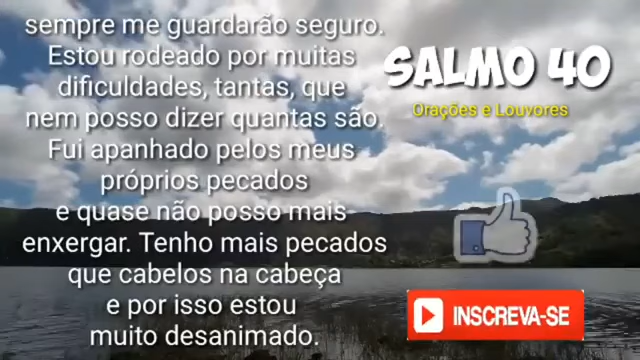 sempre me guardarão seguro.
Estou rodeado por muitas
dificuldades, tantas, que
nem posso dizer quantas são.
Fui apanhado pelos meus
próprios pecados
e quase não posso mais
enxergar. Tenho mais pecados
que cabelos na cabeça
e por isso estou
muito desanimado.
SALMO 40
Orações e Louvores
INSCREVA-SE